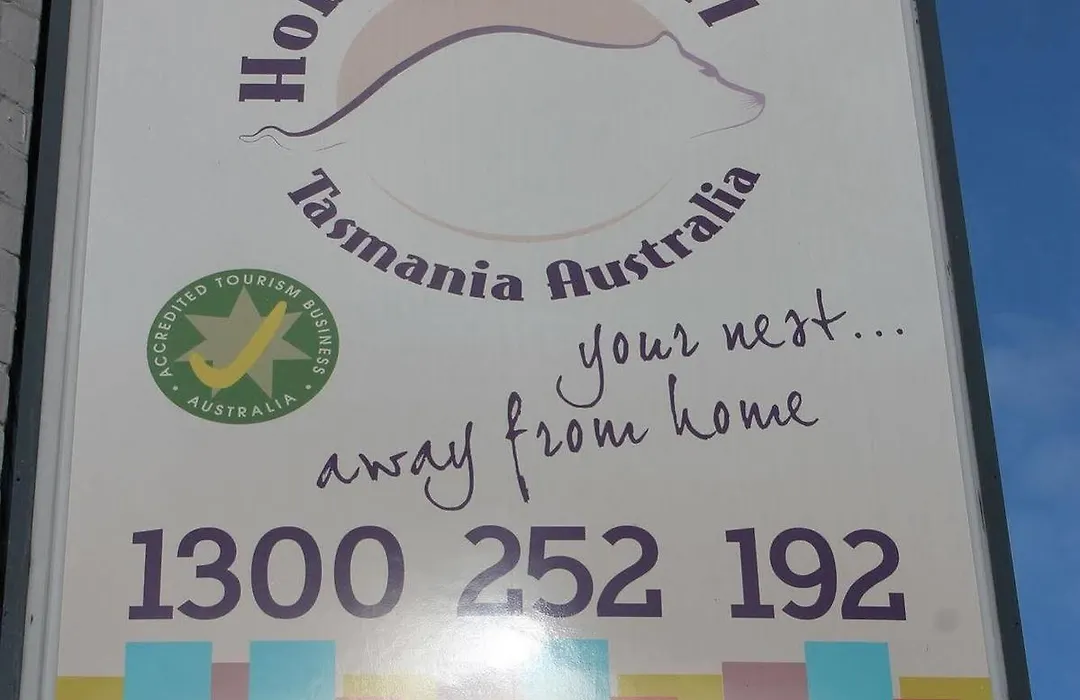 Tasmania Australia
ACCREDITED TOURISM BUSINESS
• AUSTRALIA •
your nest...
away from home
1300 252 192